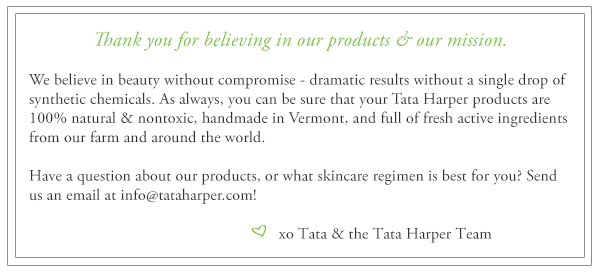 Thank you for believing in our products & our mission.
We believe in beauty without compromise - dramatic results without a single drop of
synthetic chemicals. As always, you can be sure that your Tata Harper products are
100% natural & nontoxic, handmade in Vermont, and full of fresh active ingredients
from our farm and around the world.
Have a question about our products, or what skincare regimen is best for you? Send
us an email at info@tataharper.com!
xo Tata & the Tata Harper Team